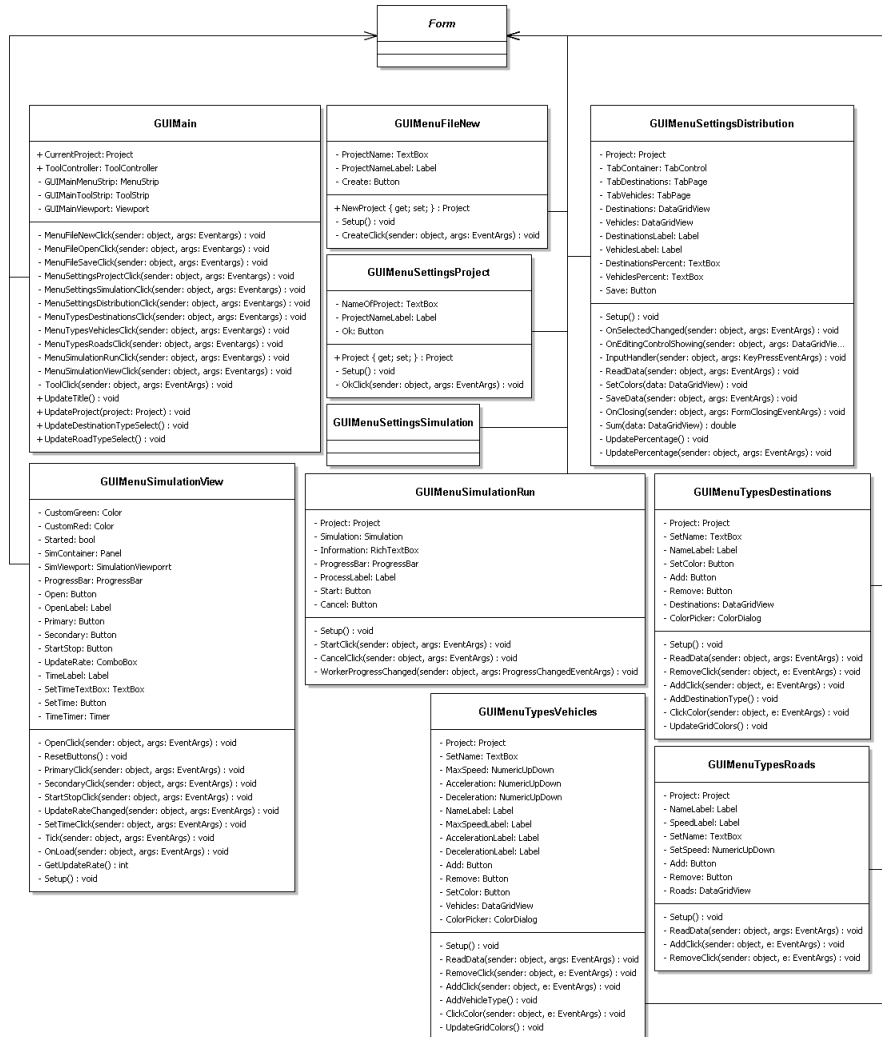 Form
GUIMain
+ CurrentProject: Project
+ ToolController: ToolController
- GUIMainMenuStrip: MenuStrip
- GUIMainToolStrip: ToolStrip
- GUIMainViewport: Viewport
- MenuFileNewClick(sender: object, args: Eventargs) : void
- MenuFileOpenClick(sender: object, args: Eventargs) : void
- MenuFileSaveClick(sender: object, args: Eventargs) : void
- MenuSettingsProjectClick(sender: object, args: Eventargs) : void
- MenuSettingsSimulationClick(sender: object, args: Eventargs) : void
- MenuSettingsDistributionClick(sender: object, args: Eventargs) : void
- MenuTypesDestinationsClick(sender: object, args: Eventargs) : void
- MenuTypesVehiclesClick(sender: object, args: Eventargs) : void
- MenuTypesRoadsClick(sender: object, args: Eventargs) : void
- MenuSimulationRunClick(sender: object, args: Eventargs) : void
- MenuSimulationViewClick(sender: object, args: Eventargs) : void
- ToolClick(sender: object, args: EventArgs) : void
+ UpdateTitle() : void
+ UpdateProject(project: Project) : void
+ UpdateDestinationTypeSelect() : void
+ UpdateRoadTypeSelect() : void
GUIMenuFileNew
- ProjectName: TextBox
- ProjectNameLabel: Label
- Create: Button
+ NewProject { get; set; } : Project
- Setup() : void
- CreateClick(sender: object, args: EventArgs) : void
GUIMenuSettingsProject
- NameOfProject: TextBox
- ProjectNameLabel: Label
- Ok: Button
+ Project { get; set; } : Project
- Setup() : void
- OkClick(sender: object, args: EventArgs) : void
GUIMenuSettingsSimulation
GUIMenuSettingsDistribution
- Project: Project
- TabContainer: TabControl
- TabDestinations: TabPage
- TabVehicles: TabPage
- Destinations: DataGridView
- Vehicles: DataGridView
- DestinationsLabel: Label
- VehiclesLabel: Label
- DestinationsPercent: TextBox
- VehiclesPercent: TextBox
- Save: Button
- Setup() : void
- OnSelectedChanged(sender: object, args: EventArgs) : void
- OnEditingControlShowing(sender: object, args: DataGridVie...
- InputHandler(sender: object, args: KeyPressEventArgs) : void
- ReadData(sender: object, args: EventArgs) : void
- SetColors(data: DataGridView) : void
- SaveData(sender: object, args: EventArgs) : void
- OnClosing(sender: object, args: FormClosingEventArgs) : void
- Sum(data: DataGridView) : double
- UpdatePercentage() : void
- UpdatePercentage(sender: object, args: EventArgs) : void
GUIMenuSimulationView
- CustomGreen: Color
- CustomRed: Color
- Started: bool
- SimContainer: Panel
- SimViewport: SimulationViewporrt
- ProgressBar: ProgressBar
- Open: Button
- OpenLabel: Label
- Primary: Button
- Secondary: Button
- StartStop: Button
- UpdateRate: ComboBox
- TimeLabel: Label
- SetTimeTextBox: TextBox
- SetTime: Button
- TimeTimer: Timer
- OpenClick(sender: object, args: EventArgs) : void
- ResetButtons() : void
- PrimaryClick(sender: object, args: EventArgs) : void
- SecondaryClick(sender: object, args: EventArgs) : void
- StartStopClick(sender: object, args: EventArgs) : void
- UpdateRateChanged(sender: object, args: EventArgs) : void
- SetTimeClick(sender: object, args: EventArgs) : void
- Tick(sender: object, args: EventArgs) : void
- OnLoad(sender: object, args: EventArgs) : void
- GetUpdateRate() : int
- Setup() : void
GUIMenuSimulationRun
- Project: Project
- Simulation: Simulation
- Information: RichTextBox
- ProgressBar: ProgressBar
- ProcessLabel: Label
- Start: Button
- Cancel: Button
- Setup() : void
- StartClick(sender: object, args: EventArgs) : void
- CancelClick(sender: object, args: EventArgs) : void
- WorkerProgressChanged(sender: object, args: ProgressChangedEventArgs) : void
GUIMenuTypesDestinations
- Project: Project
- SetName: TextBox
- NameLabel: Label
- SetColor: Button
- Add: Button
- Remove: Button
- Destinations: DataGridView
- ColorPicker: ColorDialog
- Setup() : void
- ReadData(sender: object, args: EventArgs) : void
- RemoveClick(sender: object, e: EventArgs) : void
- AddClick(sender: object, e: EventArgs) : void
- AddDestinationType() : void
- ClickColor(sender: object, e: EventArgs) : void
- UpdateGridColors() : void
GUIMenuTypesVehicles
- Project: Project
- SetName: TextBox
- MaxSpeed: NumericUpDown
- Acceleration: NumericUpDown
- Deceleration: NumericUpDown
- NameLabel: Label
- MaxSpeedLabel: Label
- AccelerationLabel: Label
- DecelerationLabel: Label
- Add: Button
- Remove: Button
- SetColor: Button
- Vehicles: DataGridView
- ColorPicker: ColorDialog
- Setup() : void
- ReadData(sender: object, args: EventArgs) : void
- RemoveClick(sender: object, e: EventArgs) : void
- AddClick(sender: object, e: EventArgs) : void
- AddVehicleType() : void
- ClickColor(sender: object, e: EventArgs) : void
- UpdateGridColors() : void
GUIMenuTypesRoads
- Project: Project
- NameLabel: Label
- SpeedLabel: Label
- SetName: TextBox
- SetSpeed: NumericUpDown
- Add: Button
- Remove: Button
- Roads: DataGridView
- Setup() : void
- ReadData(sender: object, args: EventArgs) : void
- AddClick(sender: object, e: EventArgs) : void
- RemoveClick(sender: object, e: EventArgs) : void